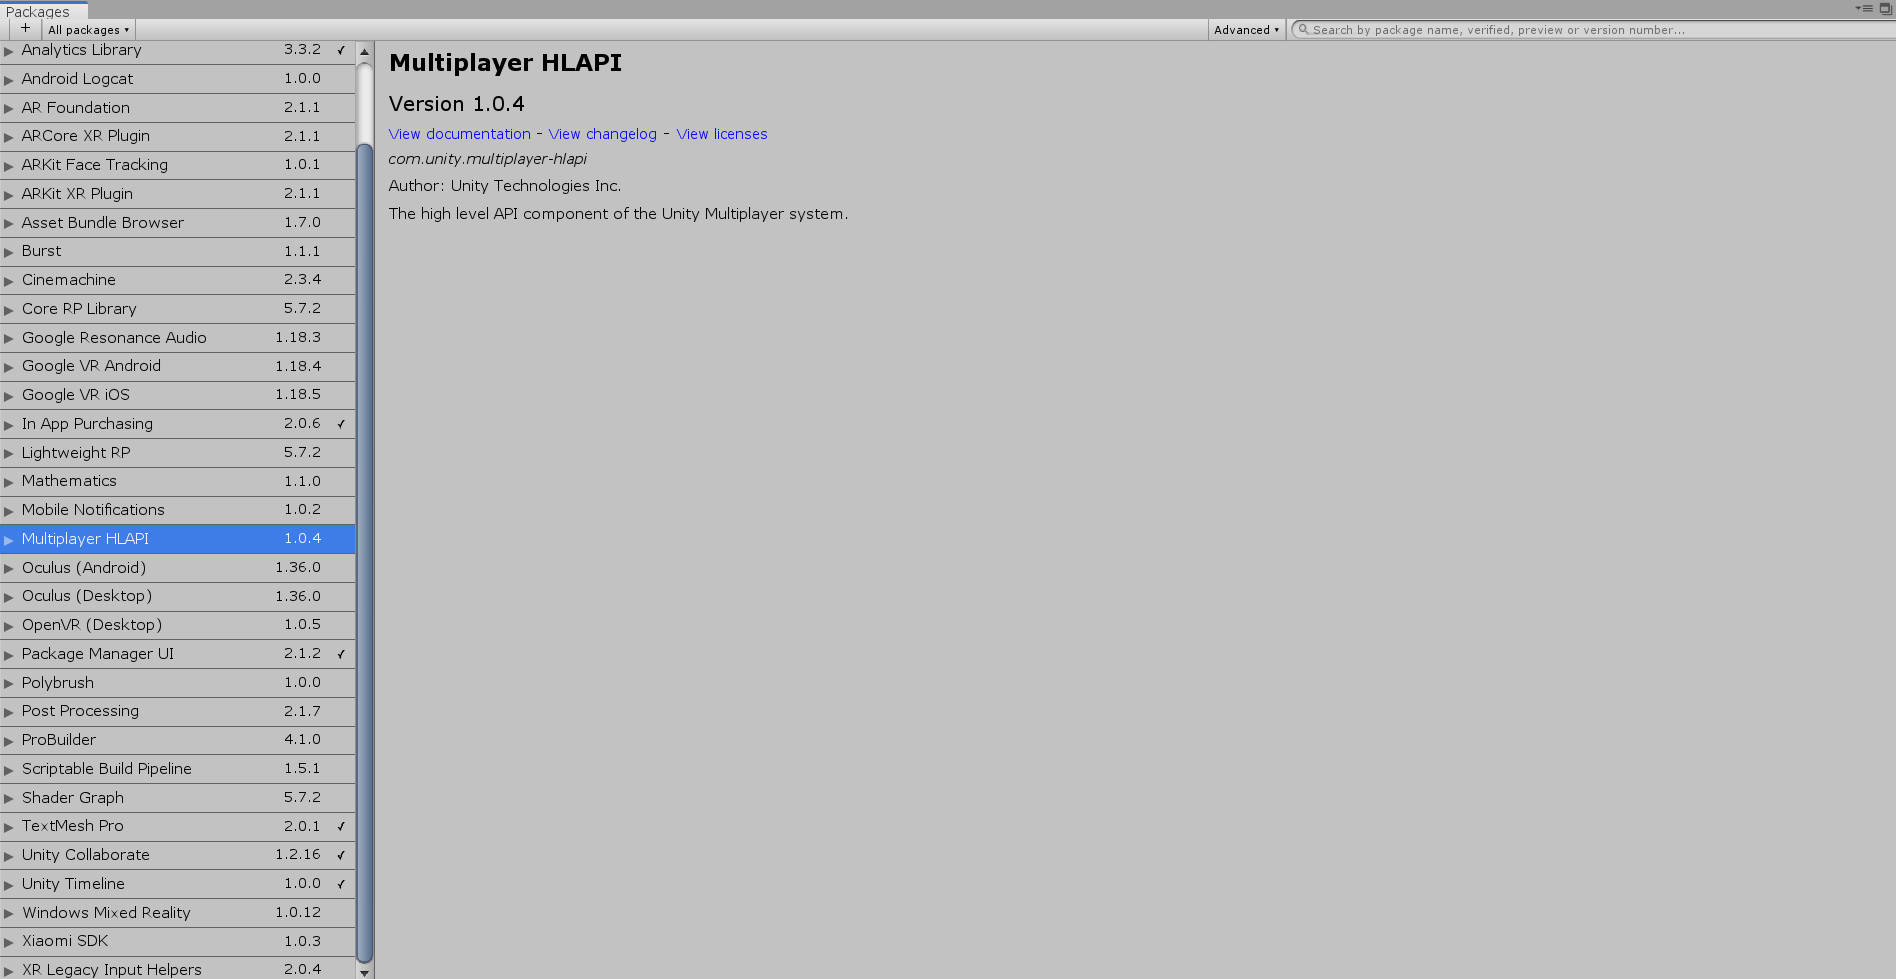 Packages
+ All packages ▾ Advanced ▾ Search by package name, verified, preview or version number...
Analytics Library 3.3.2 ✓
Android Logcat 1.0.0
AR Foundation 2.1.1
ARCore XR Plugin 2.1.1
ARKit Face Tracking 1.0.1
ARKit XR Plugin 2.1.1
Asset Bundle Browser 1.7.0
Burst 1.1.1
Cinemachine 2.3.4
Core RP Library 5.7.2
Google Resonance Audio 1.18.3
Google VR Android 1.18.4
Google VR iOS 1.18.5
In App Purchasing 2.0.6 ✓
Lightweight RP 5.7.2
Mathematics 1.1.0
Mobile Notifications 1.0.2
Multiplayer HLAPI 1.0.4
Oculus (Android) 1.36.0
Oculus (Desktop) 1.36.0
OpenVR (Desktop) 1.0.5
Package Manager UI 2.1.2 ✓
Polybrush 1.0.0
Post Processing 2.1.7
ProBuilder 4.1.0
Scriptable Build Pipeline 1.5.1
Shader Graph 5.7.2
TextMesh Pro 2.0.1 ✓
Unity Collaborate 1.2.16 ✓
Unity Timeline 1.0.0 ✓
Windows Mixed Reality 1.0.12
Xiaomi SDK 1.0.3
XR Legacy Input Helpers 2.0.4
Multiplayer HLAPI
Version 1.0.4
View documentation - View changelog - View licenses
com.unity.multiplayer-hlapi
Author: Unity Technologies Inc.
The high level API component of the Unity Multiplayer system.